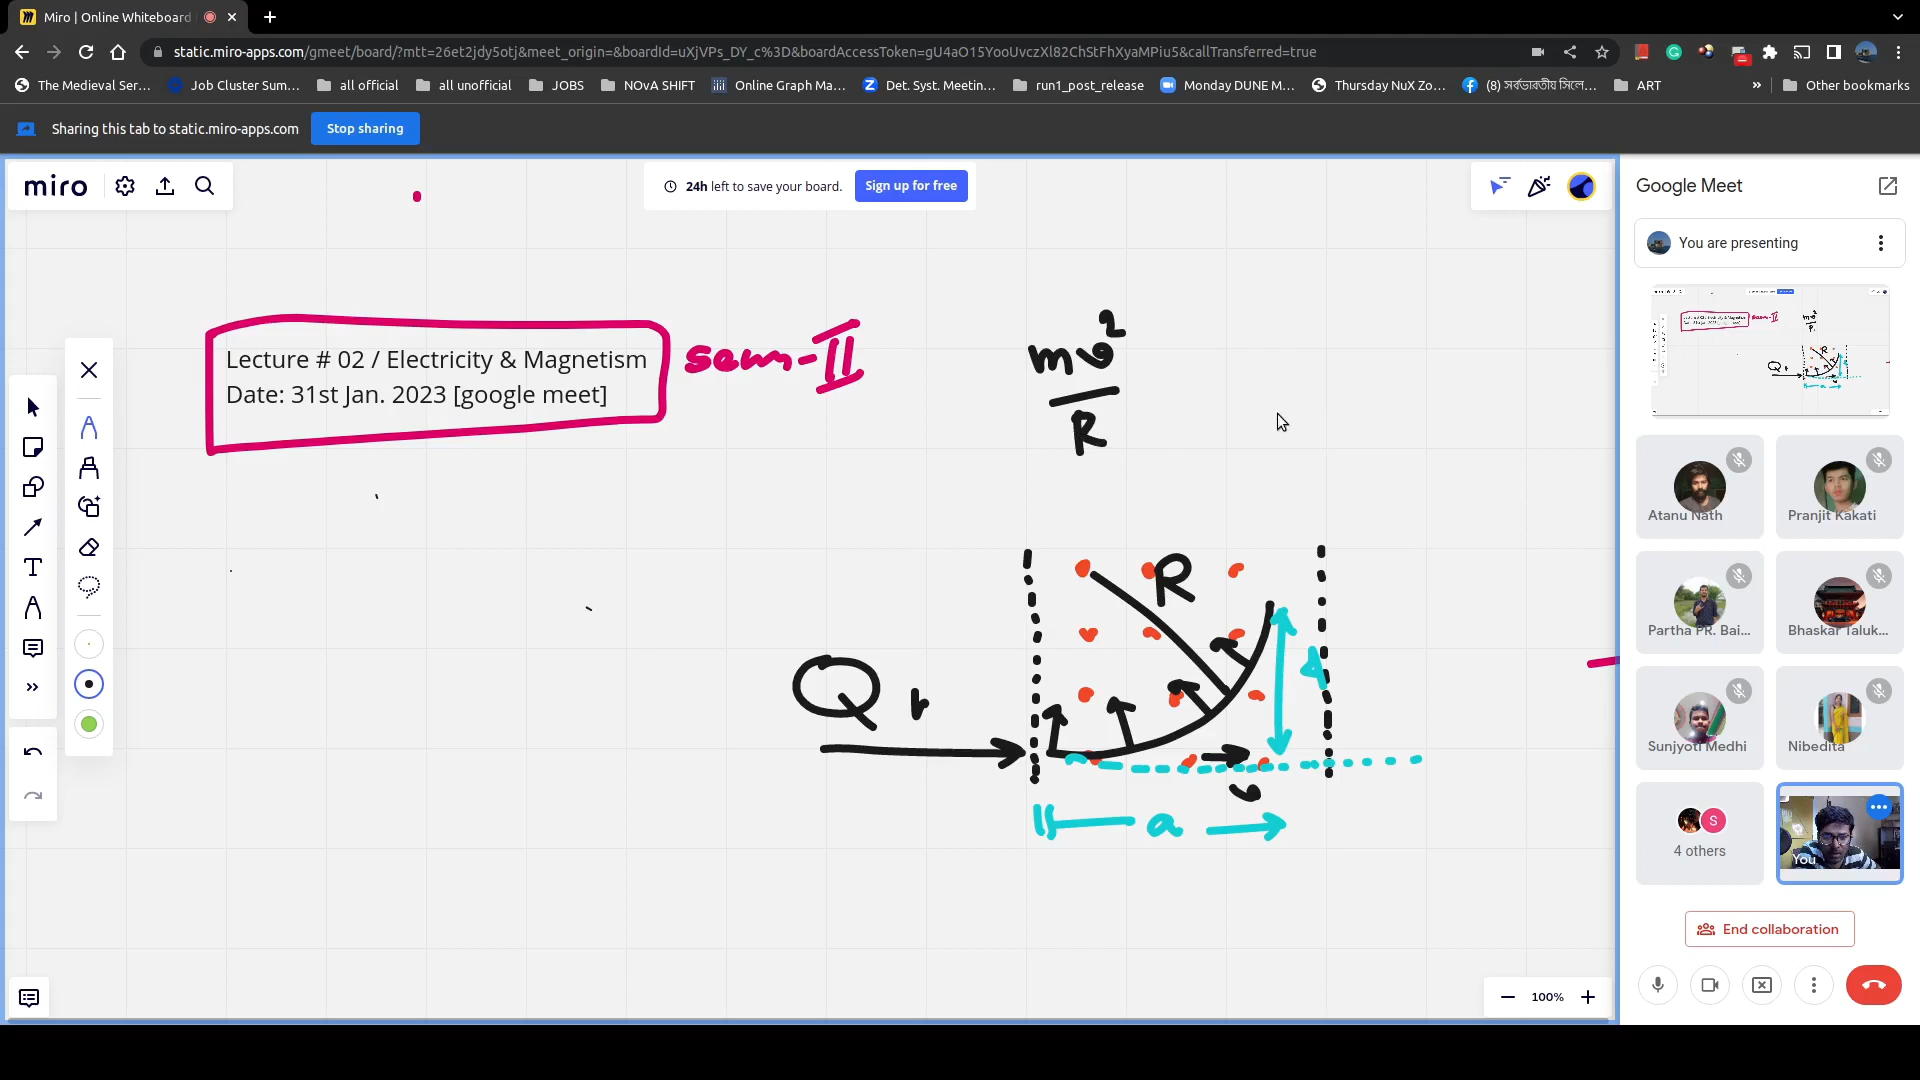 Miro | Online Whiteboard
static.miro-apps.com/gmeet/board/?mtt=26et2jdy5otj&meet_origin=&boardId=uXjVPs_DY_c%3D&boardAccessToken=gU4aO15YooUvczXl82ChStFhXyaMPiu5&callTransferred=true
The Medieval Ser... Job Cluster Sum... all official all unofficial JOBS NOvA SHIFT Online Graph Ma... Det. Syst. Meetin... run1_post_release Monday DUNE M... Thursday NuX Zo... (8) সর্বভারতীয় সিলে... ART » Other bookmarks
Sharing this tab to static.miro-apps.com Stop sharing
miro
24h left to save your board. Sign up for free
Google Meet
You are presenting
Lecture # 02 / Electricity & Magnetism
Date: 31st Jan. 2023 [google meet]
sem-II
mv²
R
R
Q
v
a
Atanu Nath
Pranjit Kakati
Partha PR. Bai...
Bhaskar Taluk...
Sunjyoti Medhi
Nibedita
S
4 others
You
End collaboration
100%